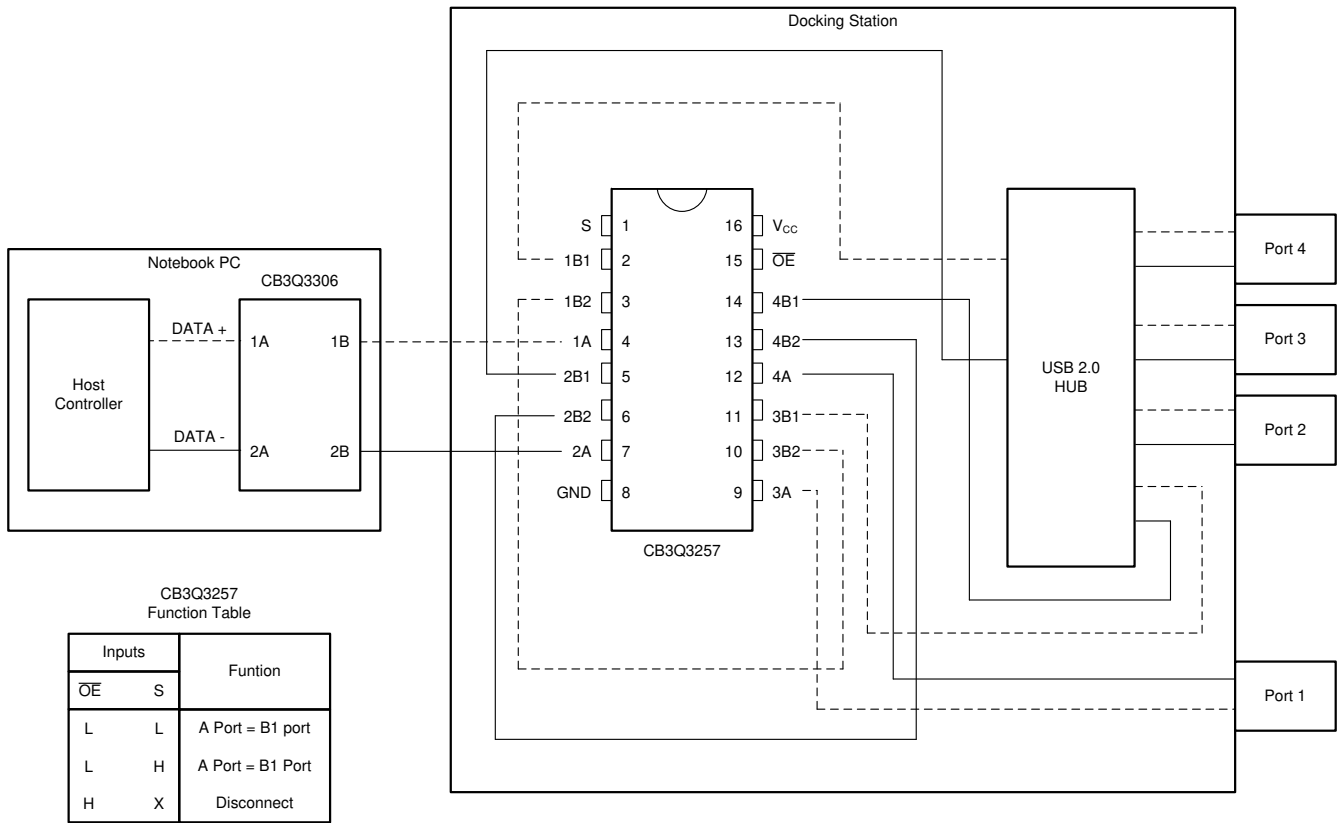 Docking Station
Notebook PC
CB3Q3306
Host
Controller
DATA +
DATA -
1A
1B
2A
2B
S 1
1B1 2
1B2 3
1A 4
2B1 5
2B2 6
2A 7
GND 8
16 VCC
15 OE
14 4B1
13 4B2
12 4A
11 3B1
10 3B2
9 3A
CB3Q3257
USB 2.0
HUB
Port 4
Port 3
Port 2
Port 1
CB3Q3257
Function Table
Inputs
Funtion
OE S
L L A Port = B1 port
L H A Port = B1 Port
H X Disconnect